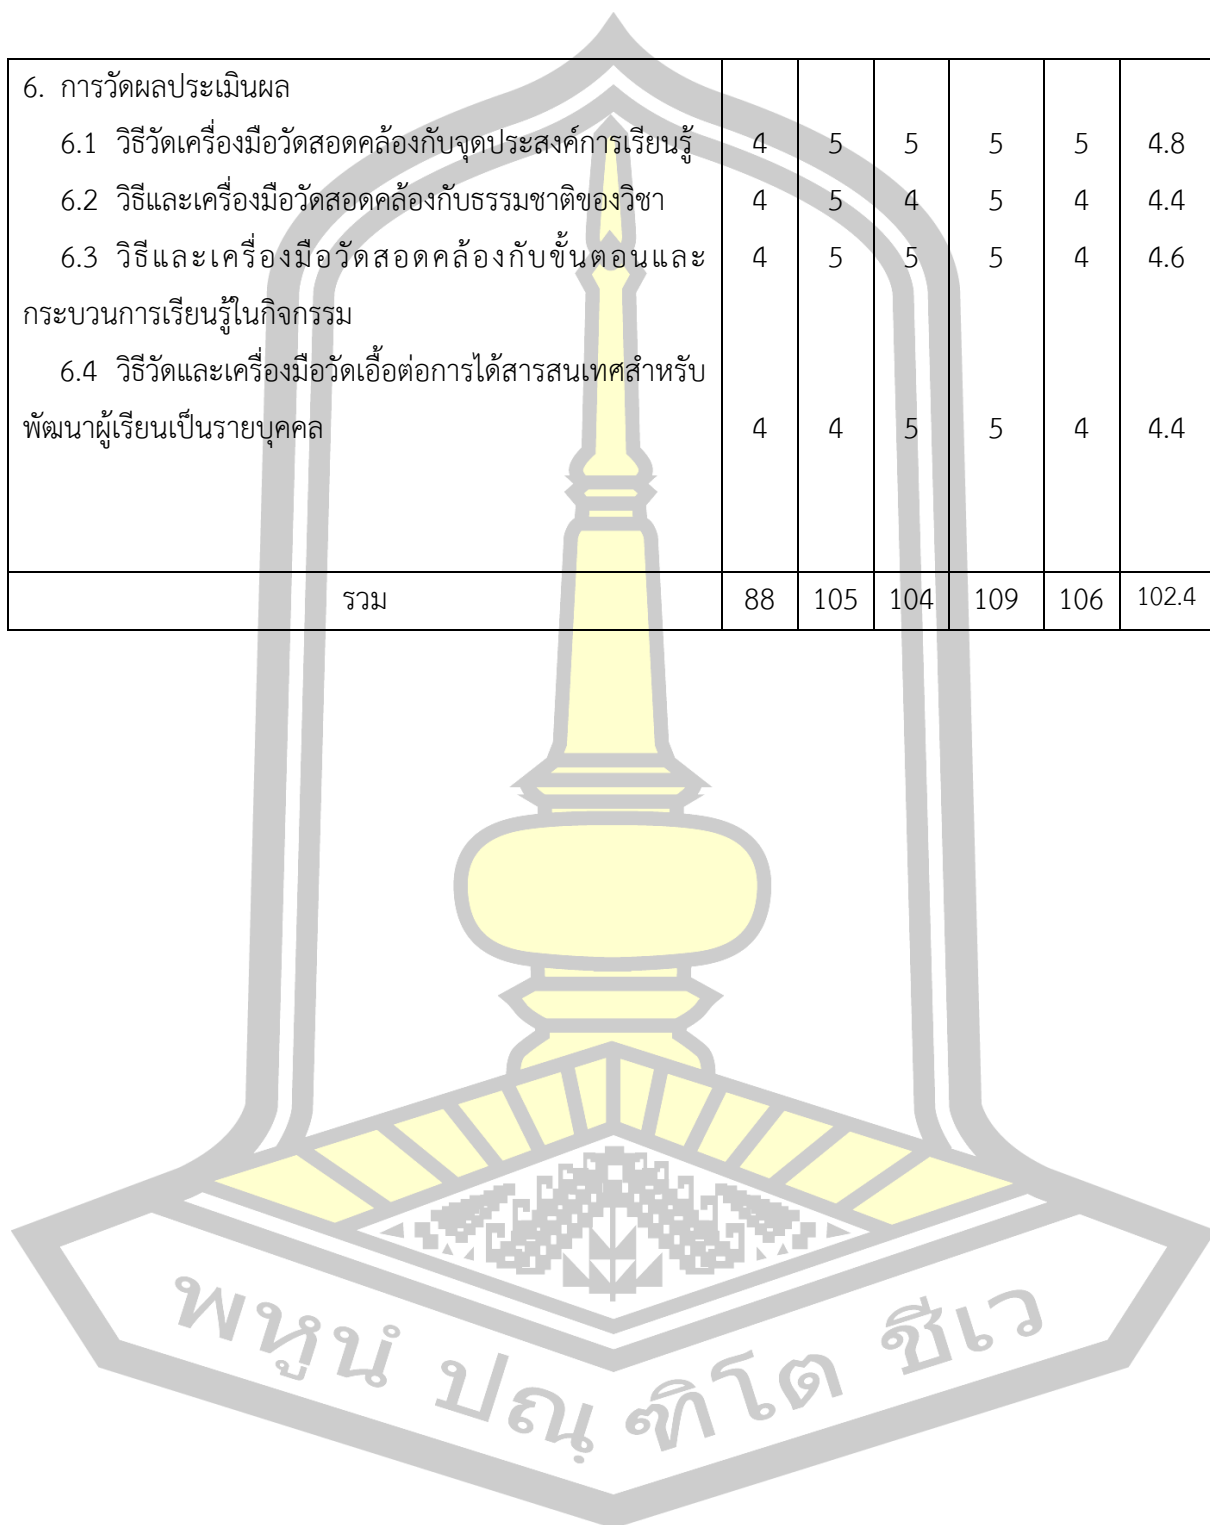 6. การวัดผลประเมินผล
6.1 วิธีวัดเครื่องมือวัดสอดคล้องกับจุดประสงค์การเรียนรู้ 4 5 5 5 5 4.8
6.2 วิธีและเครื่องมือวัดสอดคล้องกับธรรมชาติของวิชา 4 5 4 5 4 4.4
6.3 วิธีและเครื่องมือวัดสอดคล้องกับขั้นตอนและ 4 5 5 5 4 4.6
กระบวนการเรียนรู้ในกิจกรรม
6.4 วิธีวัดและเครื่องมือวัดเอื้อต่อการได้สารสนเทศสำหรับ
พัฒนาผู้เรียนเป็นรายบุคคล 4 4 5 5 4 4.4
รวม 88 105 104 109 106 102.4
พหูนํ ปณฺฑิโต ชีเว